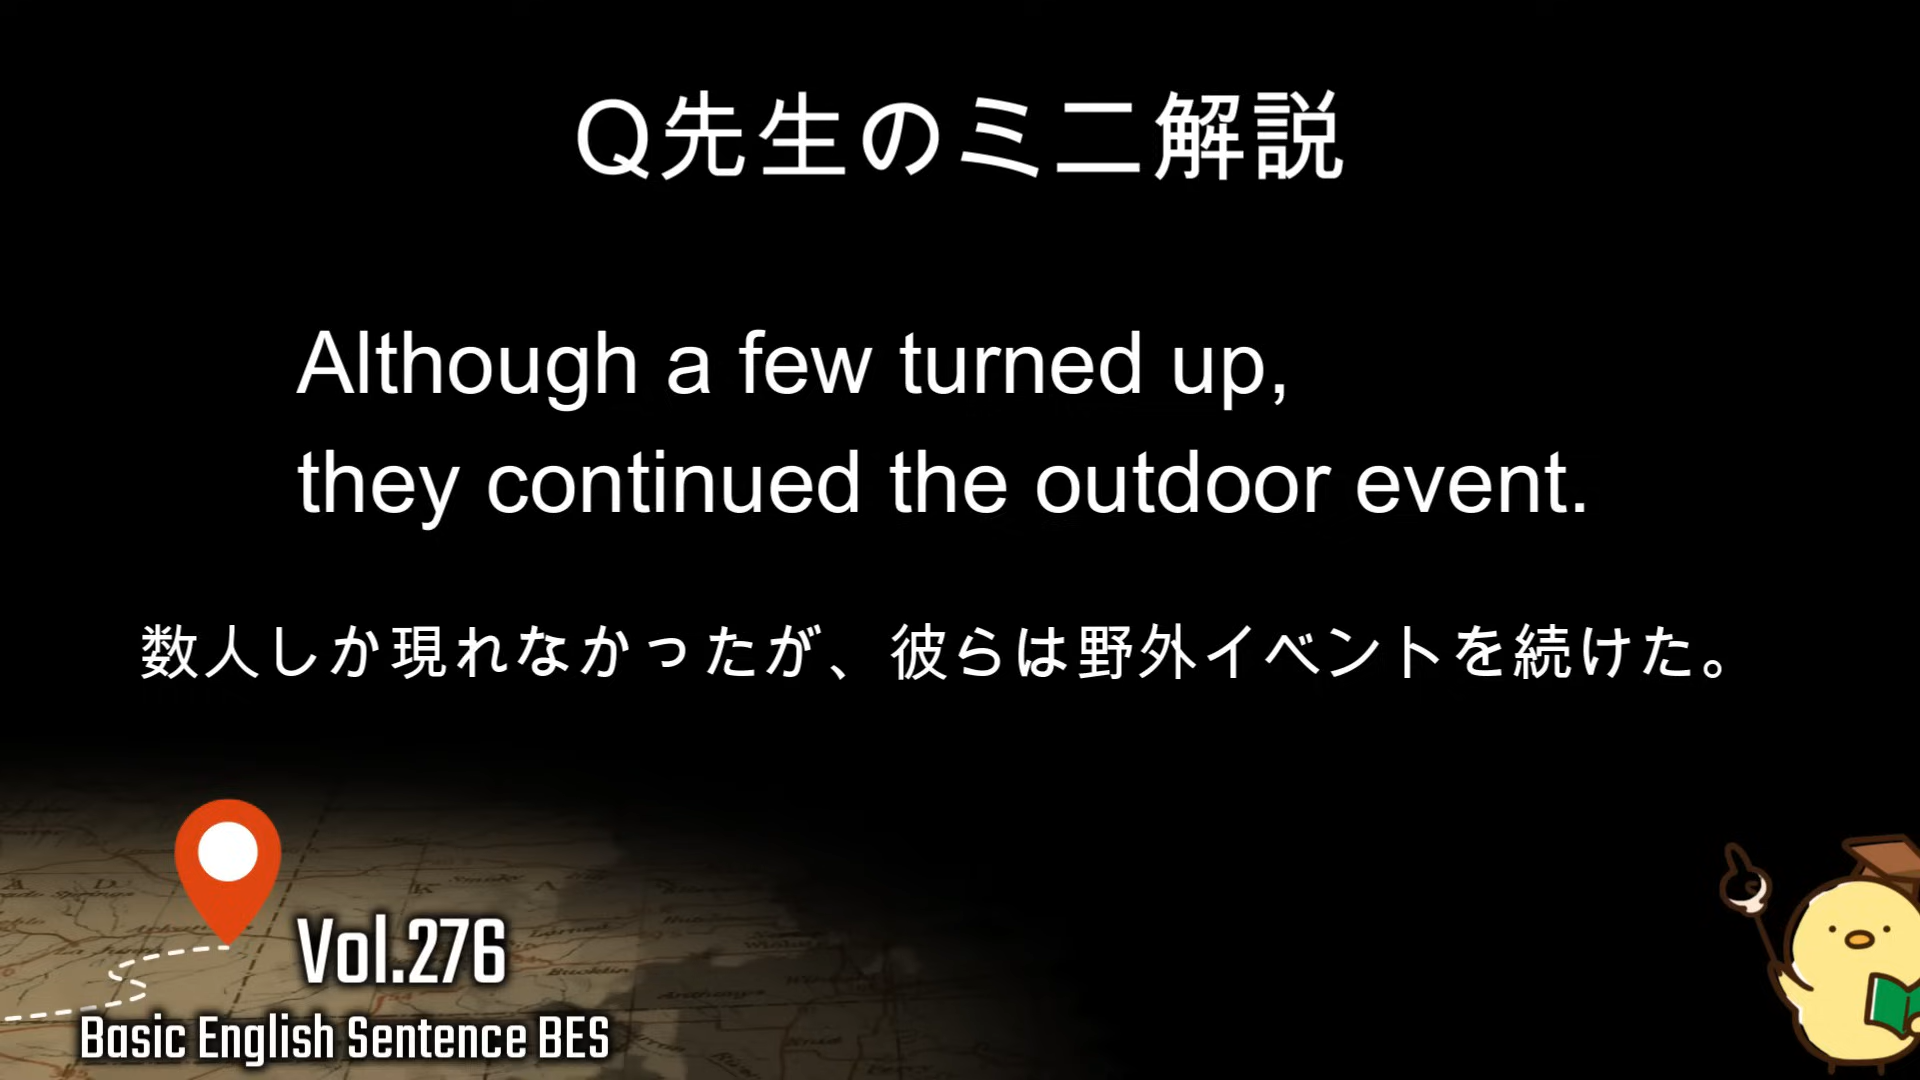 Q先生のミニ解説
Although a few turned up,
they continued the outdoor event.
数人しか現れなかったが、彼らは野外イベントを続けた。
Vol.276
Basic English Sentence BES